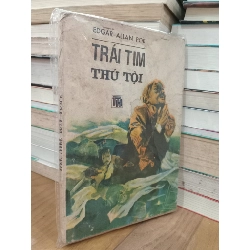 EDGAR ALLAN POE
TRÁI TIM
THÚ TỘI